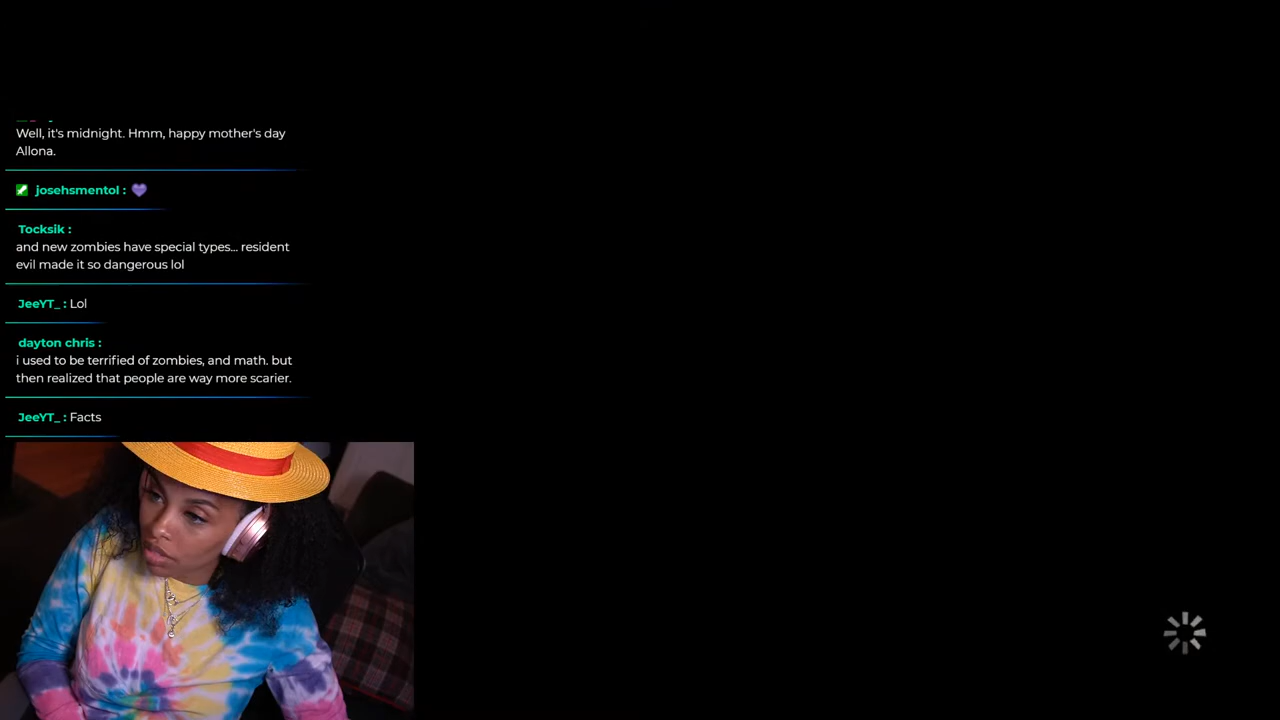 Well, it's midnight. Hmm, happy mother's day
Allona.
josehsmentol :
Tocksik :
and new zombies have special types... resident
evil made it so dangerous lol
JeeYT_ : Lol
dayton chris :
i used to be terrified of zombies, and math. but
then realized that people are way more scarier.
JeeYT_ : Facts